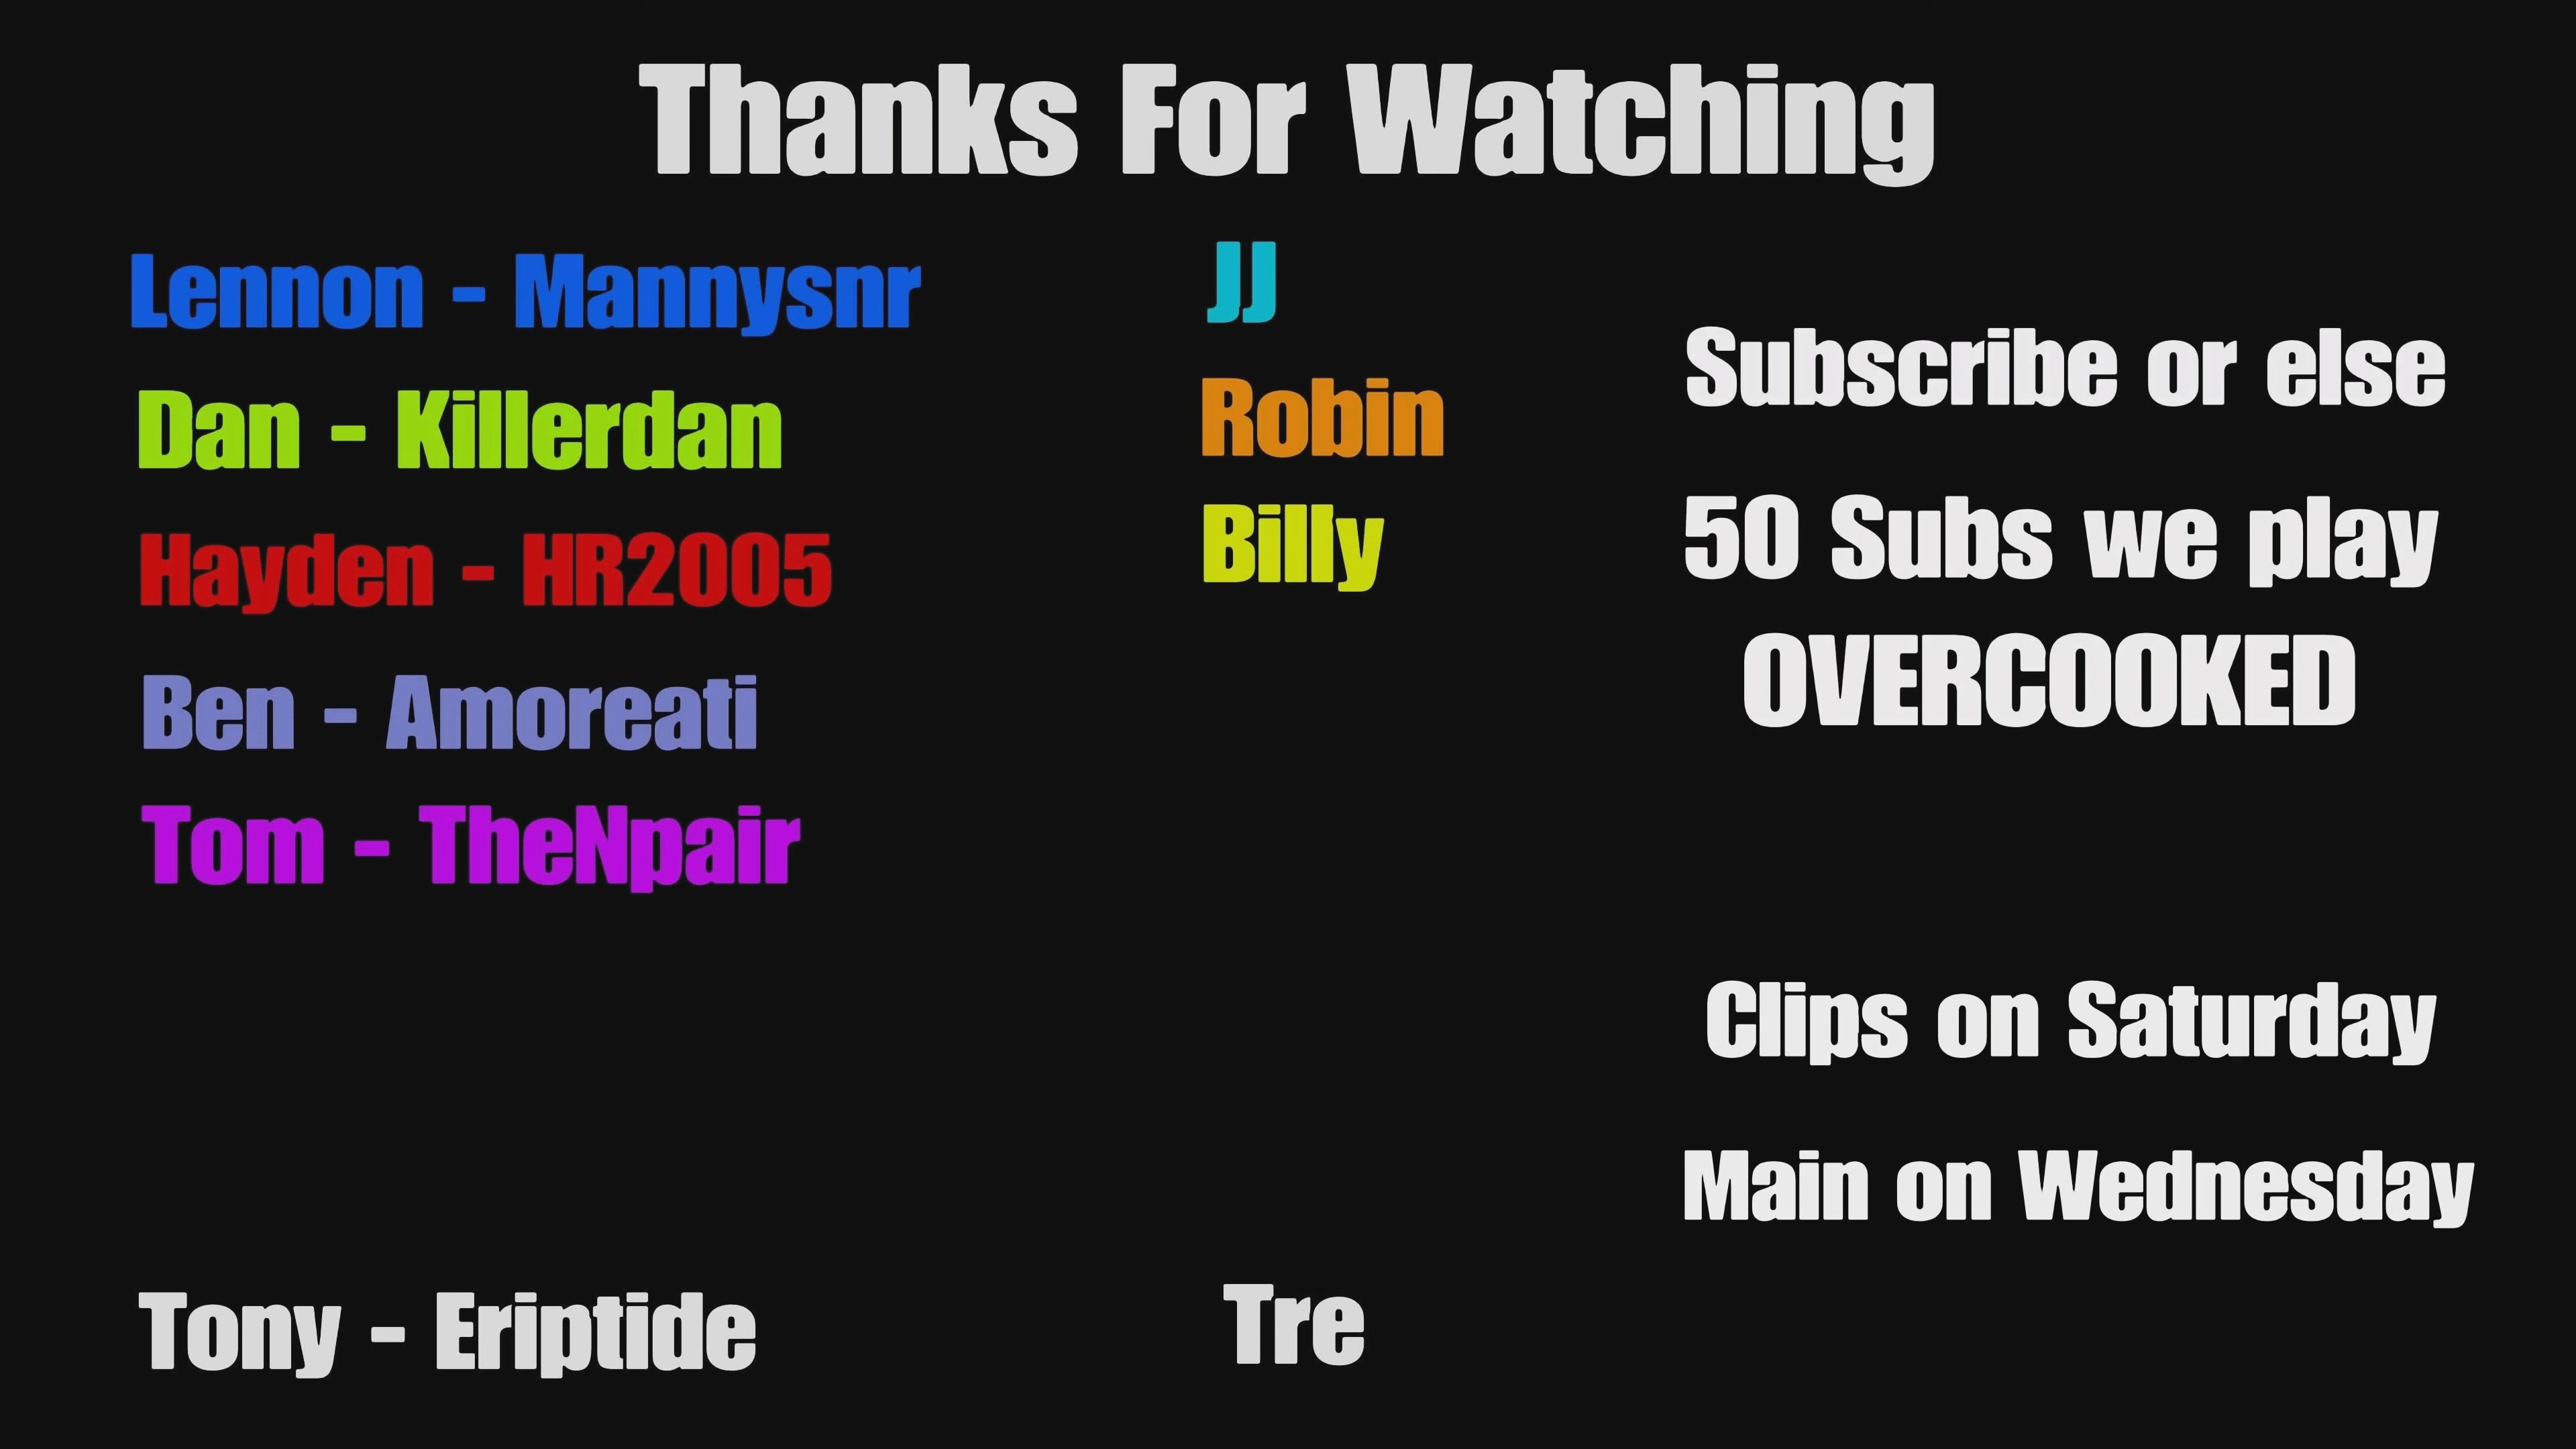 Thanks For Watching
Lennon - Mannysnr
Dan - Killerdan
Hayden - HR2005
Ben - Amoreati
Tom - TheNpair
Tony - Eriptide
JJ
Robin
Billy
Tre
Subscribe or else
50 Subs we play
OVERCOOKED
Clips on Saturday
Main on Wednesday